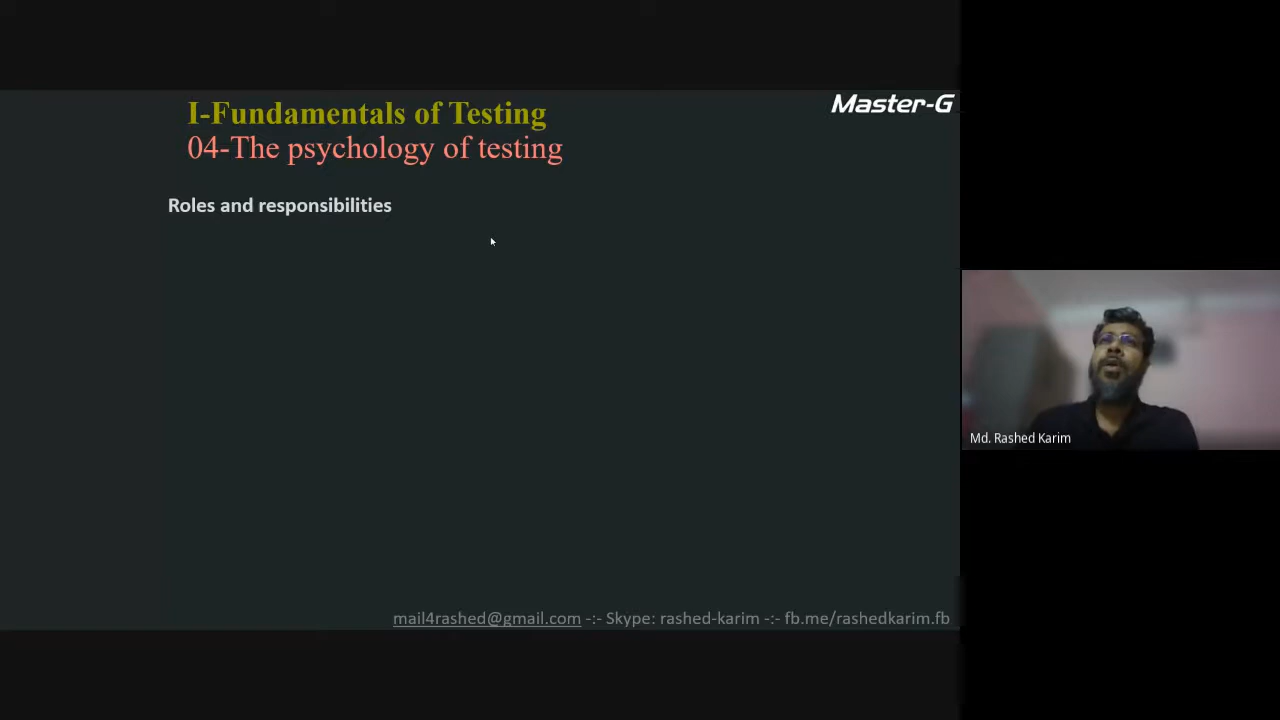 I-Fundamentals of Testing
Master-G
04-The psychology of testing
Roles and responsibilities
Md. Rashed Karim
mail4rashed@gmail.com -:- Skype: rashed-karim -:- fb.me/rashedkarim.fb